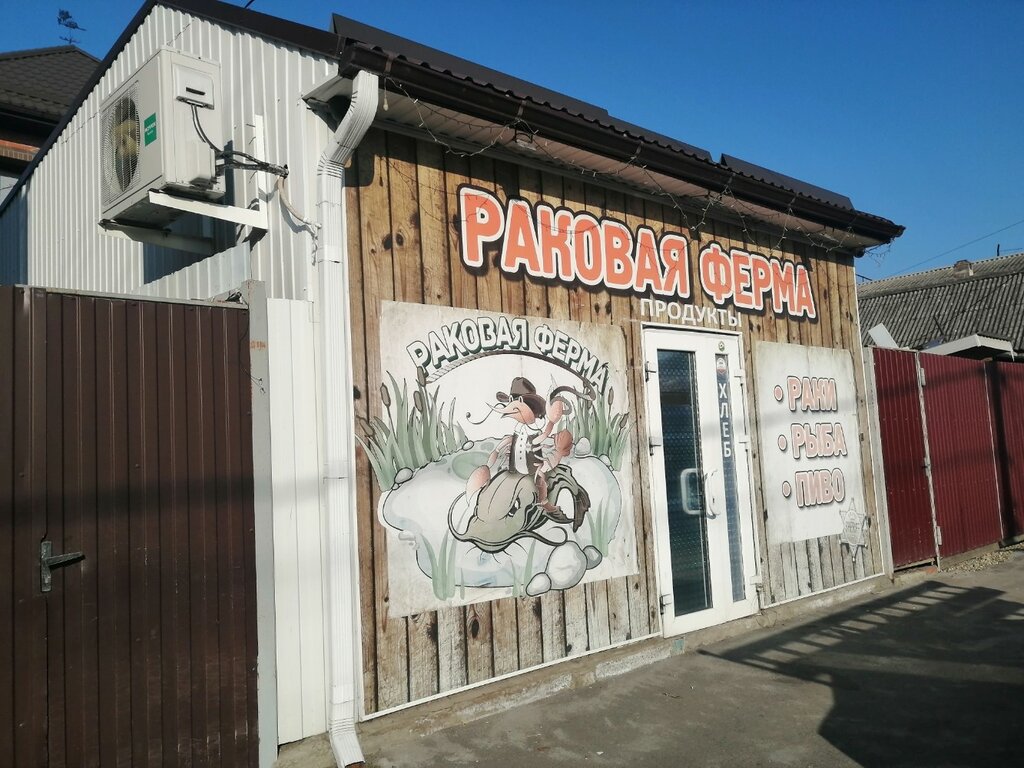 РАКОВАЯ ФЕРМА
ПРОДУКТЫ
РАКОВАЯ ФЕРМА
ХЛЕБ
• РАКИ
• РЫБА
• ПИВО